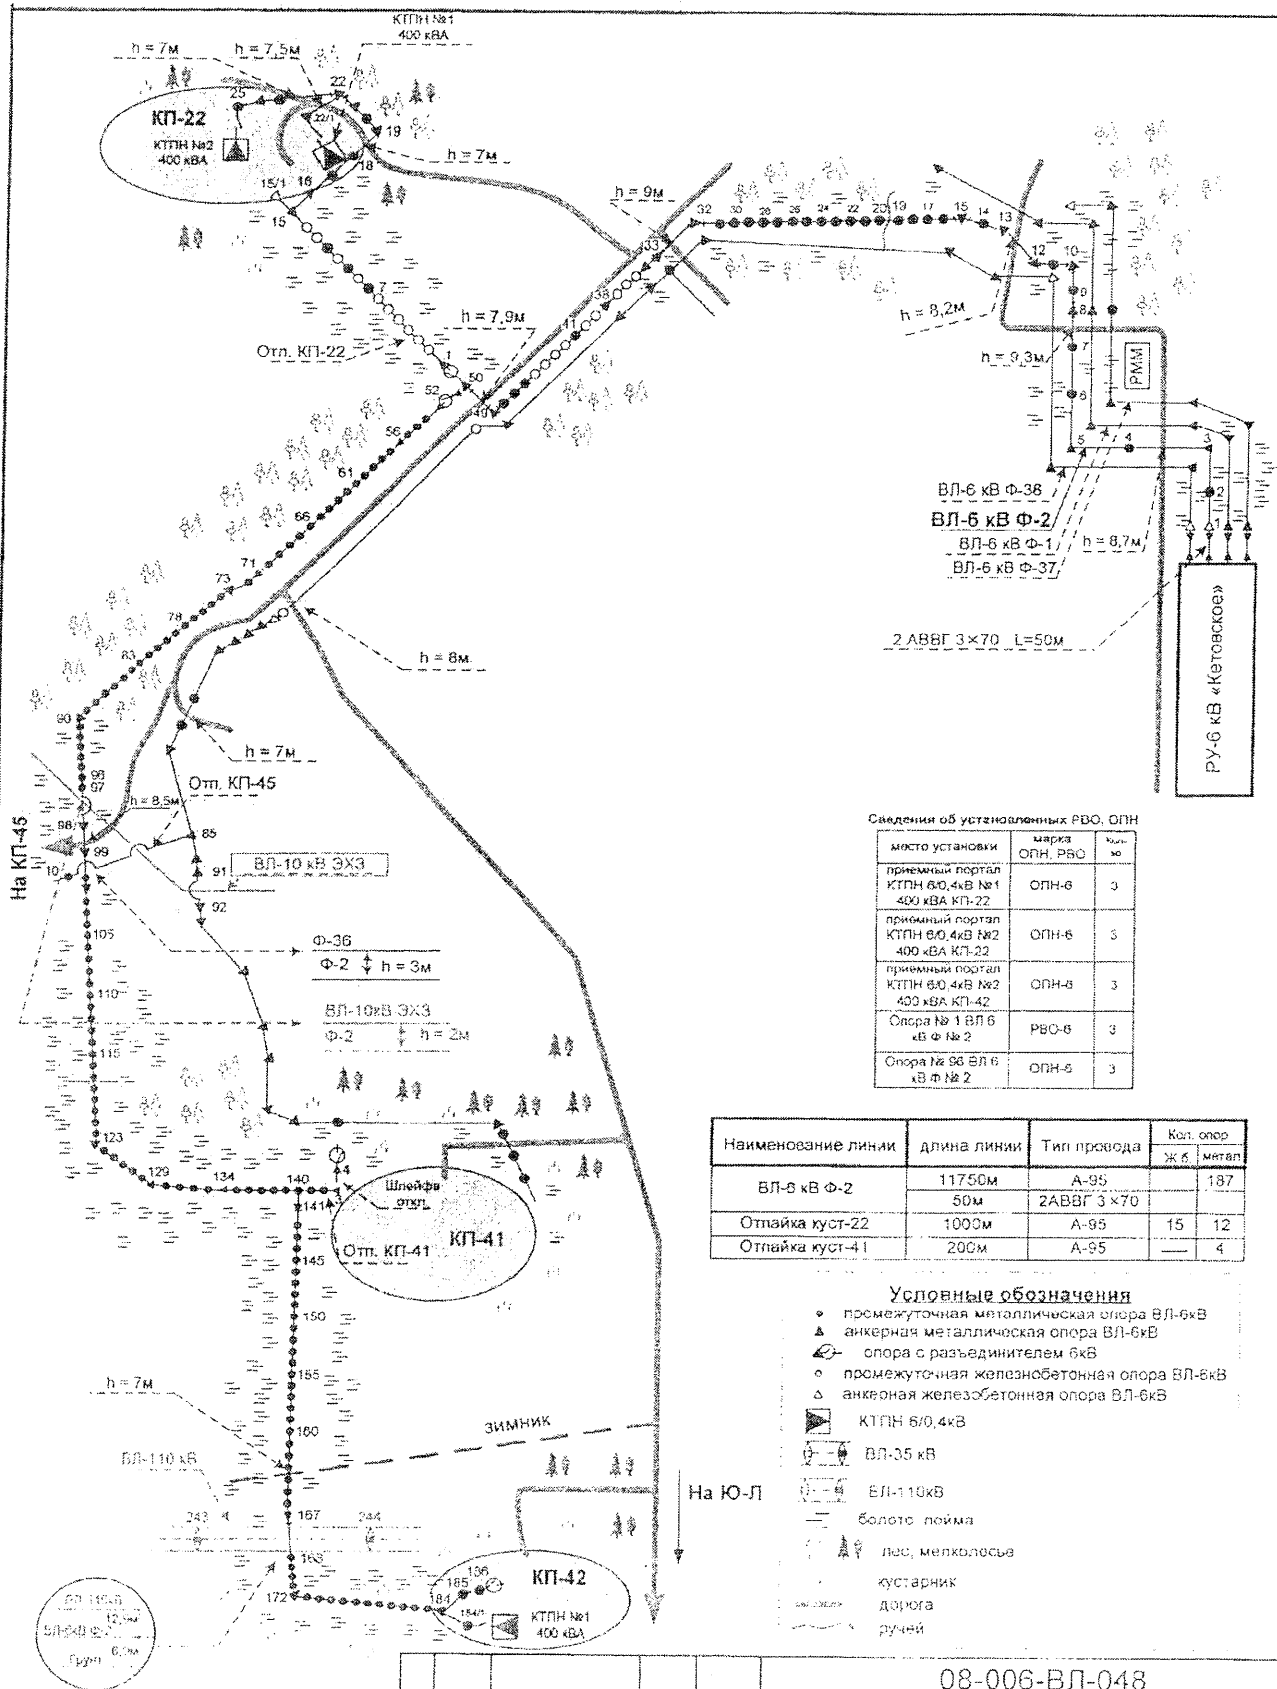 КТПН №1
400 кВА
h = 7м
h = 7,5м
22
25
КП-22
22/1
19
КТПН №2
400 кВА
18
h = 7м
15/1
16
15
h = 9м
32
30
28
26
25
24
22
20
19
17
15
14
13
33
12
10
7
38
9
h = 7,9м
41
h = 8,2м
8
Отп. КП-22
1
h = 9,3м
7
РММ
50
52
49
6
56
5
4
3
61
ВЛ-6 кВ Ф-36
2
66
ВЛ-6 кВ Ф-2
1
ВЛ-6 кВ Ф-1
h = 8,7м
71
ВЛ-6 кВ Ф-37
73
78
2 АВВГ 3×70 L=50м
83
h = 8м
РУ-6 кВ «Кетовское»
90
h = 7м
96
97
Отп. КП-45
h = 8,5м
98
85
99
На КП-45
10
91
ВЛ-10 кВ ЭХЗ
92
105
Ф-36
Ф-2
h = 3м
110
ВЛ-10кВ ЭХЗ
Ф-2
h = 2м
115
Сведения об установленных РВО, ОПН
место установки
марка ОПН, РВО
приемный портал КТПН 6/0,4кВ №1 400 кВА КП-22
ОПН-6
3
приемный портал КТПН 6/0,4кВ №2 400 кВА КП-22
ОПН-6
3
приемный портал КТПН 6/0,4кВ №2 400 кВА КП-42
ОПН-6
3
Опора № 1 ВЛ 6 кВ Ф № 2
РВО-6
3
Опора № 96 ВЛ 6 кВ Ф № 2
ОПН-6
3
123
129
134
140
4
Шлейфа
откл.
141
3
Отп. КП-41
КП-41
145
150
155
160
Наименование линии
длина линии
Тип провода
Кол. опор
Ж.б.
метал
ВЛ-6 кВ Ф-2
11750м
А-95
187
50м
2АВВГ 3×70
Отпайка куст-22
1000м
А-95
15
12
Отпайка куст-41
200м
А-95
—
4
Условные обозначения
промежуточная металлическая опора ВЛ-6кВ
анкерная металлическая опора ВЛ-6кВ
опора с разъединителем 6кВ
промежуточная железнобетонная опора ВЛ-6кВ
анкерная железобетонная опора ВЛ-6кВ
КТПН 6/0,4кВ
ВЛ-35 кВ
ВЛ-110кВ
болото, пойма
лес, мелколесье
кустарник
дорога
ручей
h = 7м
зимник
ВЛ-110 кВ
На Ю-Л
243
167
244
163
172
КП-42
136
185
184
184/1
КТПН №1
400 кВА
ВЛ-110кВ
Грунт
08-006-ВЛ-048